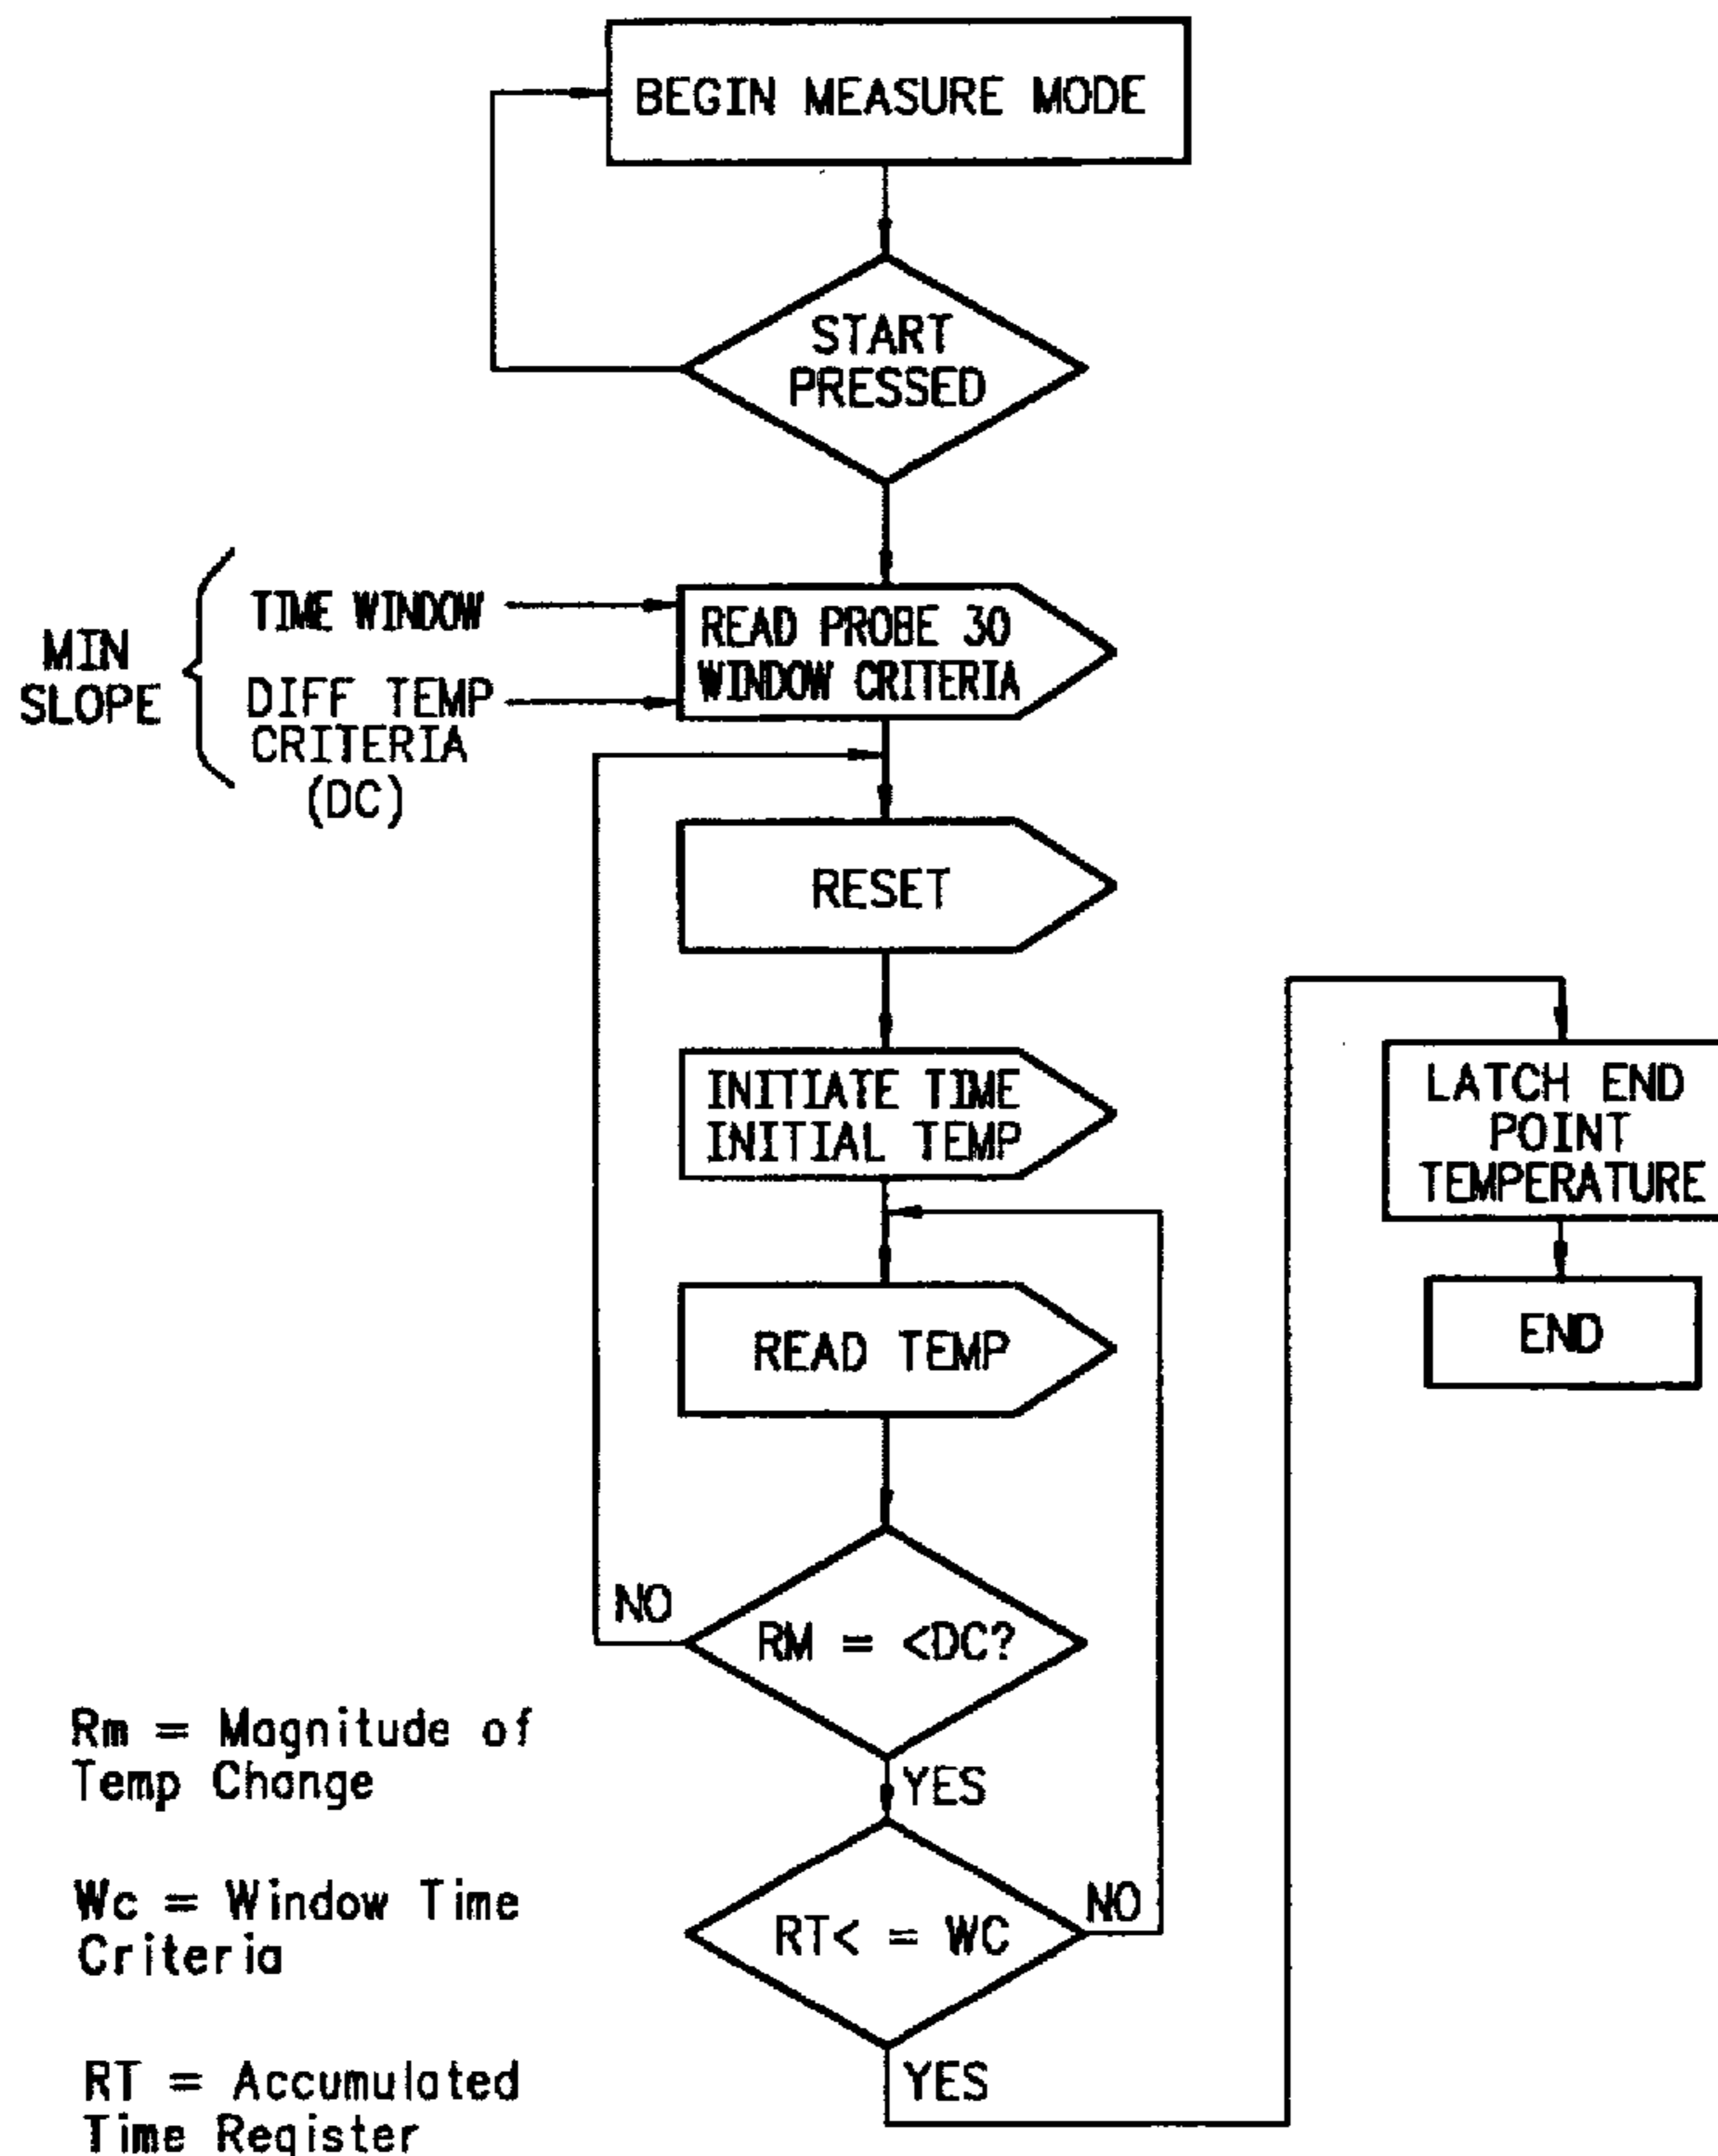 BEGIN MEASURE MODE
START
PRESSED
MIN
SLOPE
TIME WINDOW
DIFF TEMP
CRITERIA
(DC)
READ PROBE 30
WINDOW CRITERIA
RESET
INITIATE TIME
INITIAL TEMP
READ TEMP
NO
RM = <DC?
YES
RT< = WC
NO
YES
LATCH END
POINT
TEMPERATURE
END
Rm = Magnitude of
Temp Change
Wc = Window Time
Criteria
RT = Accumulated
Time Register